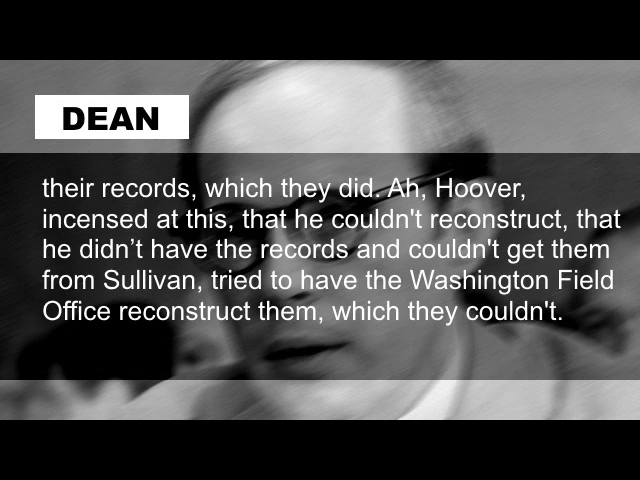 DEAN
their records, which they did. Ah, Hoover,
incensed at this, that he couldn't reconstruct, that
he didn’t have the records and couldn't get them
from Sullivan, tried to have the Washington Field
Office reconstruct them, which they couldn't.